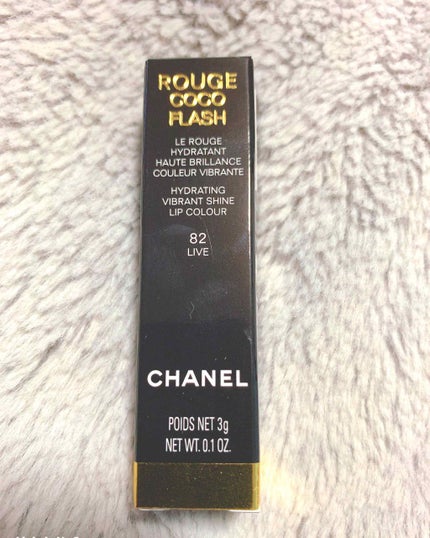 ROUGE
COCO
FLASH
LE ROUGE
HYDRATANT
HAUTE BRILLANCE
COULEUR VIBRANTE
HYDRATING
VIBRANT SHINE
LIP COLOUR
82
LIVE
CHANEL
POIDS NET 3g
NET WT. 0.1 OZ.